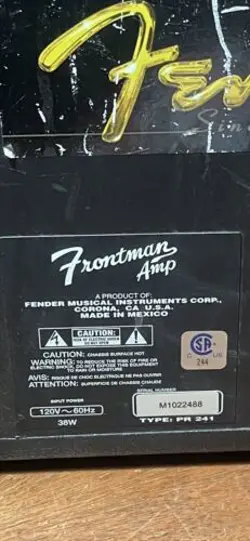 Fen
Frontman
Amp
A PRODUCT OF:
FENDER MUSICAL INSTRUMENTS CORP.,
CORONA, CA U.S.A.
MADE IN MEXICO
CAUTION:
CAUTION: CHASSIS SURFACE HOT
WARNING: TO REDUCE THE RISK OF FIRE OR
ELECTRIC SHOCK, DO NOT EXPOSE THIS EQUIPMENT
TO RAIN OR MOISTURE
AVIS: RISQUE DE CHOC ELECTRIQUE NE PAS OUVRIR
ATTENTION: SUPERFICIE DE CHASSIS CHAUDE
C SA US
244
INPUT POWER
120V～60Hz
38W
SERIAL NUMBER
M1022488
TYPE: PR 241